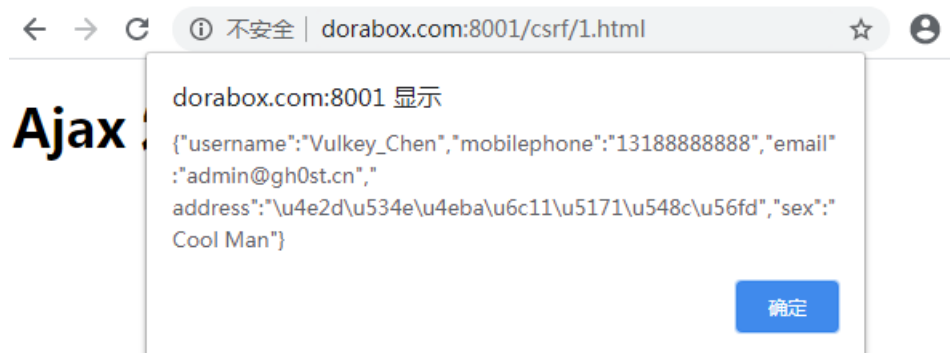 不安全 dorabox.com:8001/csrf/1.html
dorabox.com:8001 显示
Ajax
{"username":"Vulkey_Chen","mobilephone":"13188888888","email"
:"admin@gh0st.cn","
address":"\u4e2d\u534e\u4eba\u6c11\u5171\u548c\u56fd","sex":"
Cool Man"}
确定